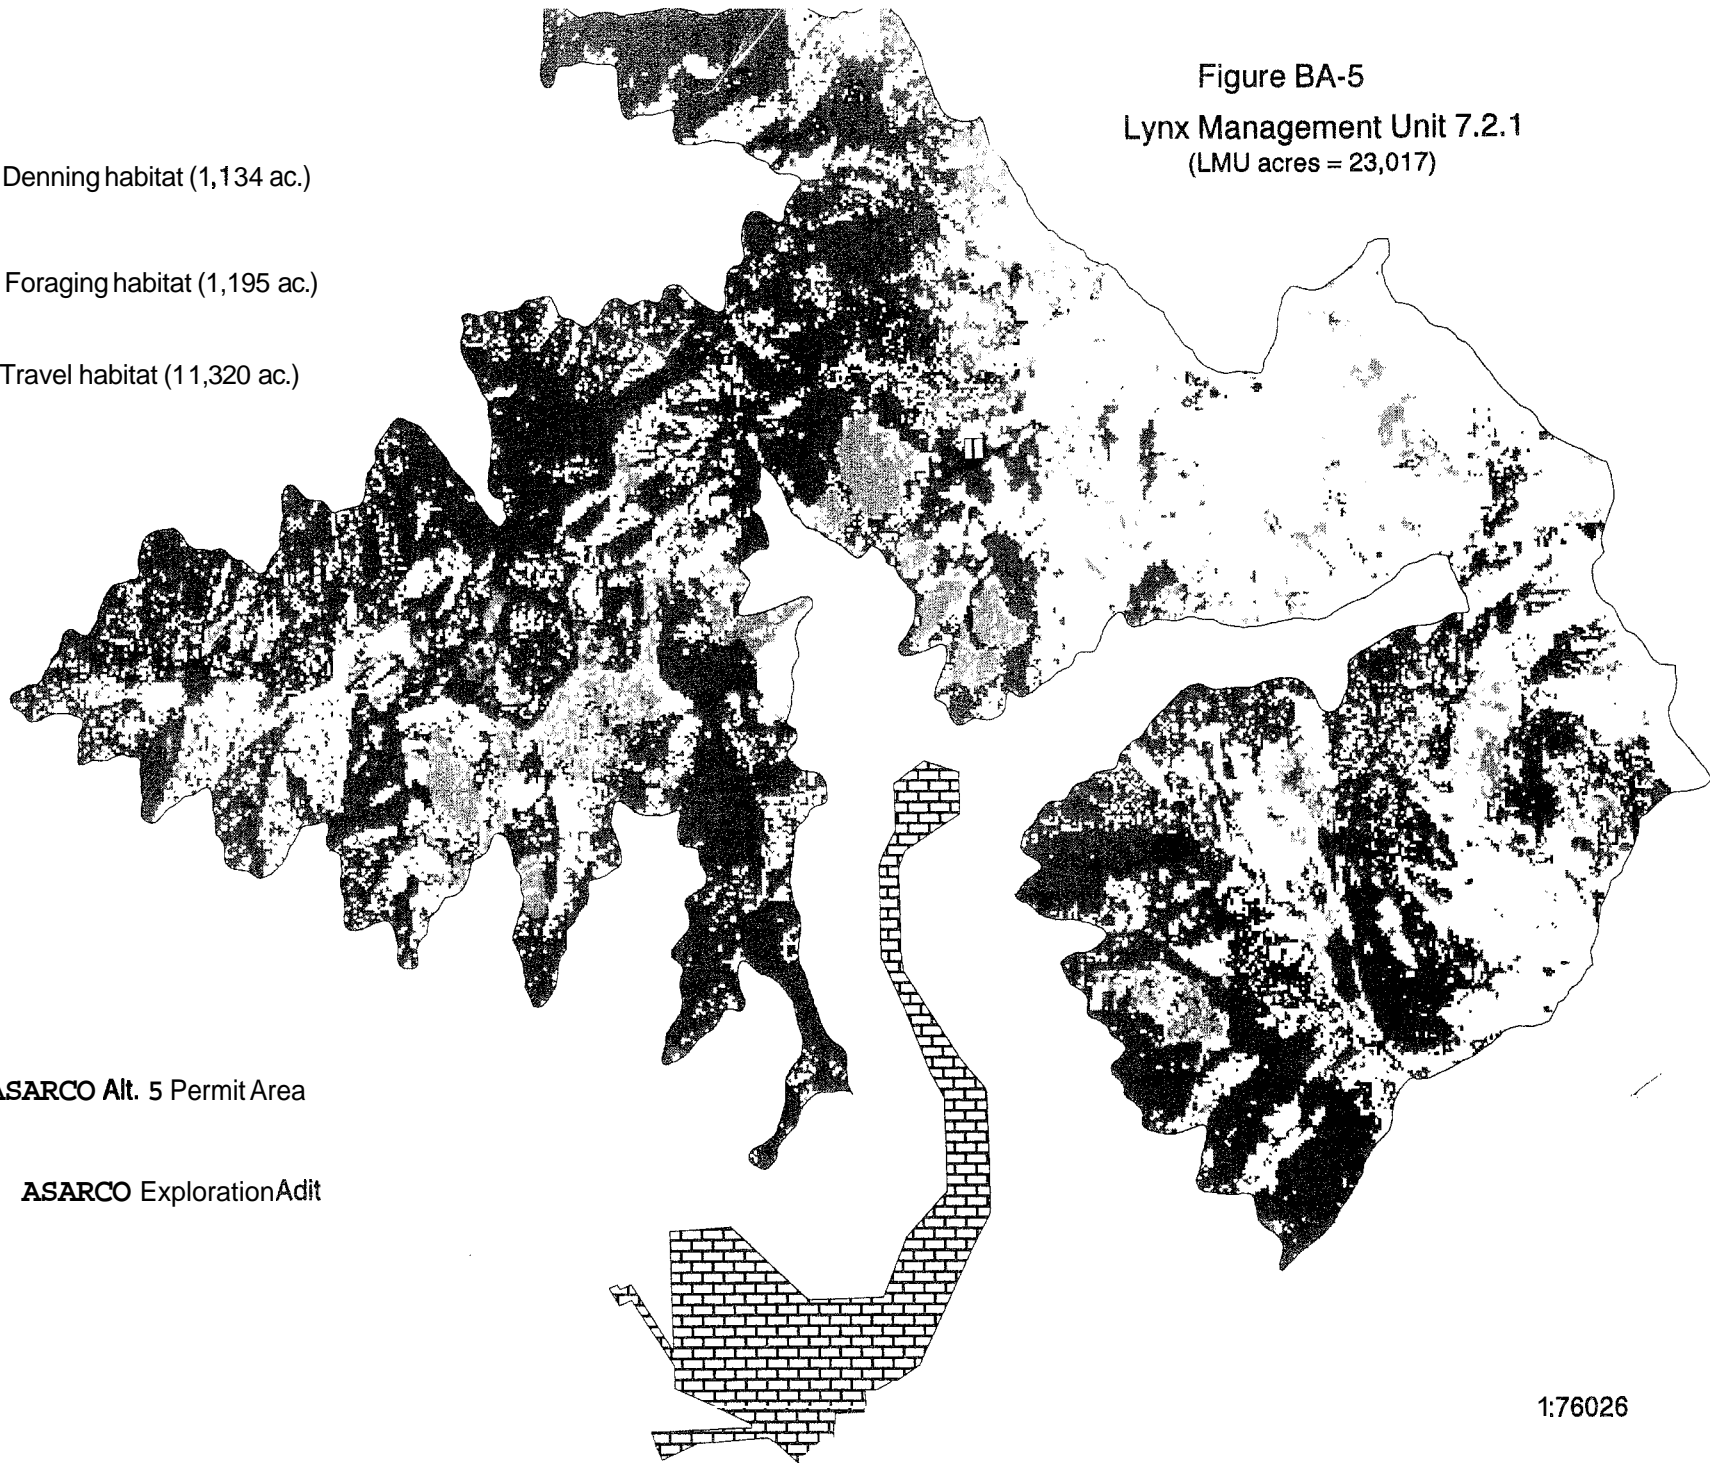 Figure BA-5
Lynx Management Unit 7.2.1
(LMU acres = 23,017)
Denning habitat (1,134 ac.)
Foraging habitat (1,195 ac.)
Travel habitat (11,320 ac.)
ASARCO Alt. 5 Permit Area
ASARCO Exploration Adit
1:76026